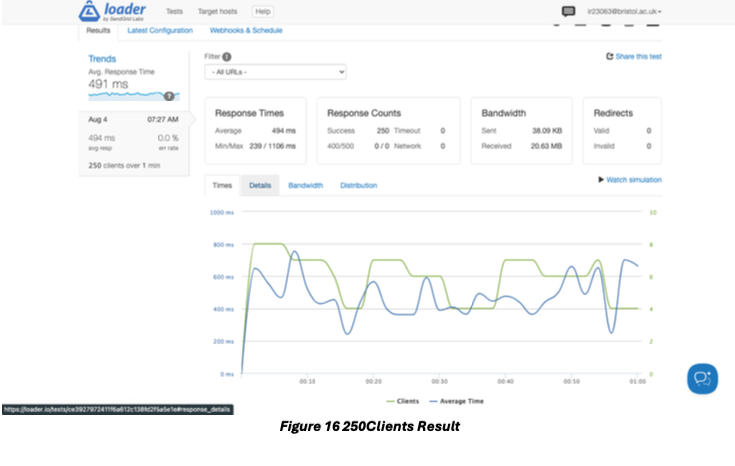 loader
by SendGrid Labs
Tests Target hosts Help
ir23063@bristol.ac.uk
Results Latest Configuration Webhooks & Schedule
Trends
Avg. Response Time
491 ms
?
Aug 4 07:27 AM
494 ms 0.0 %
avg resp err rate
250 clients over 1 min
Filter
Share this test
- All URLs -
Response Times
Average 494 ms
Min/Max 239 / 1106 ms
Response Counts
Success 250 Timeout 0
400/500 0 / 0 Network 0
Bandwidth
Sent 38.09 KB
Received 20.63 MB
Redirects
Valid 0
Invalid 0
Times Details Bandwidth Distribution
Watch simulation
1000 ms 10
800 ms 8
600 ms 6
400 ms 4
200 ms 2
0 ms 0
00:10 00:20 00:30 00:40 00:50 01:00
Clients Average Time
Figure 16 250Clients Result